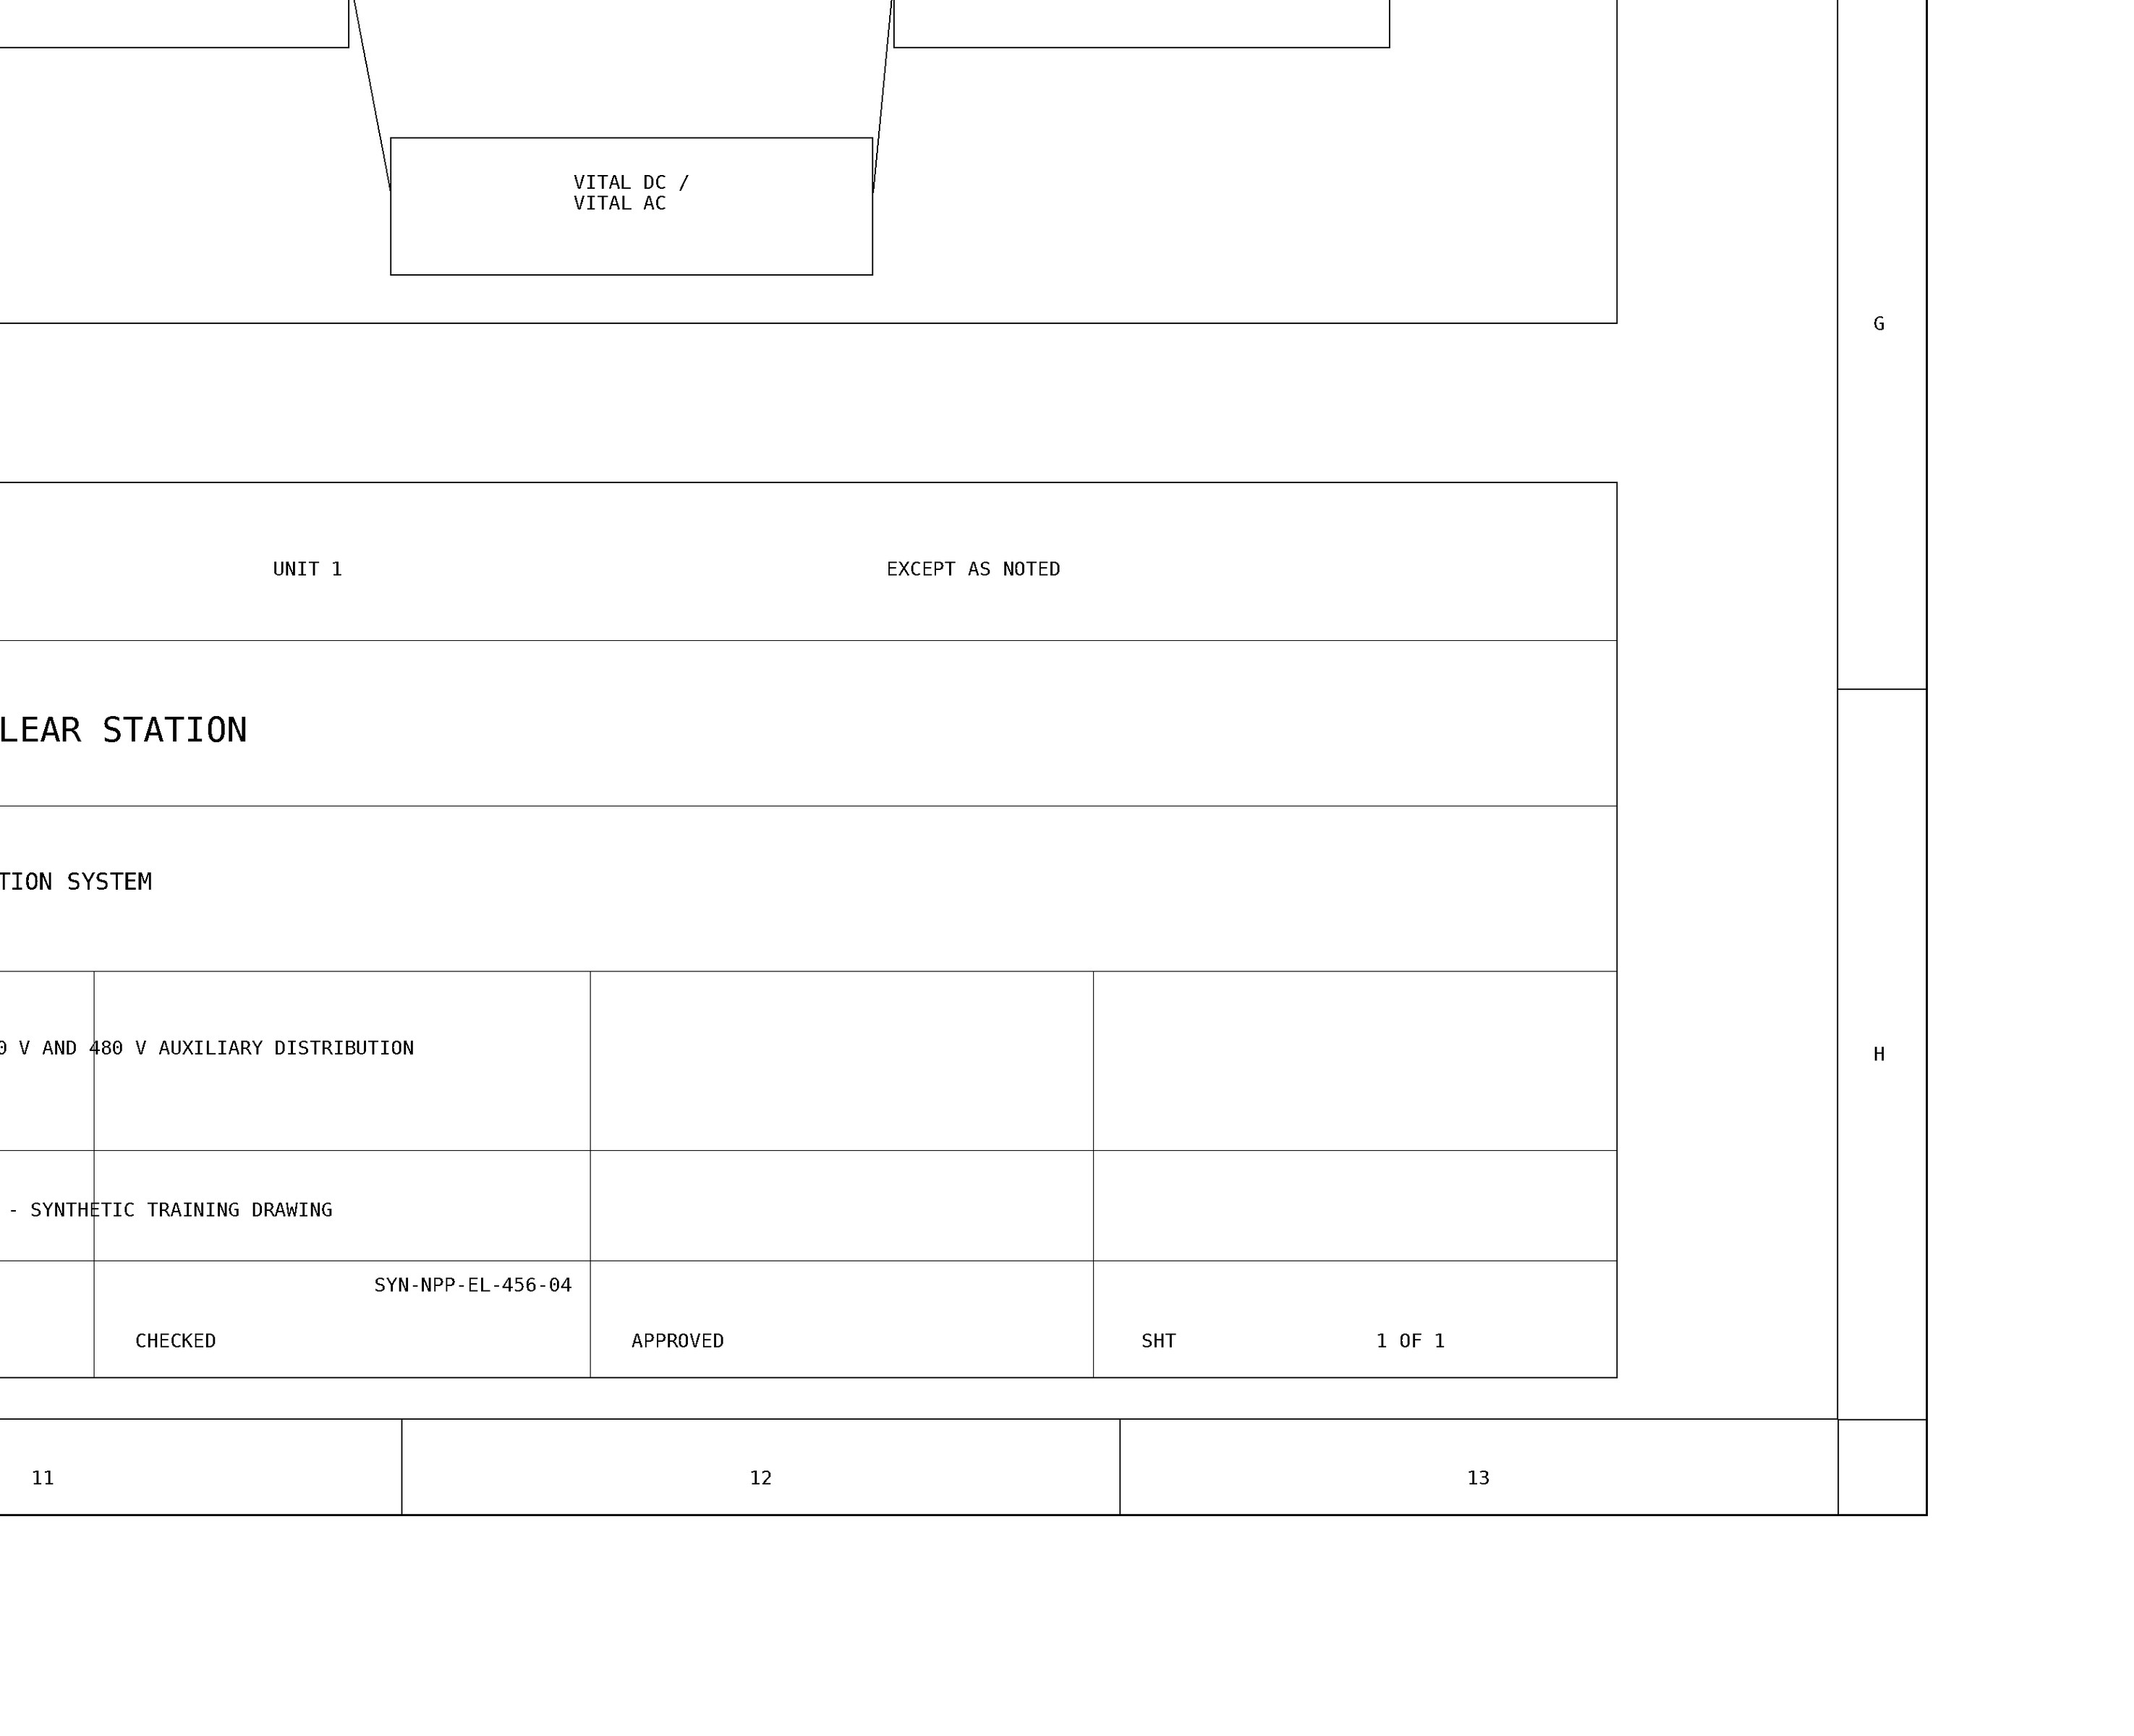 VITAL DC /
VITAL AC
G
UNIT 1
EXCEPT AS NOTED
LEAR STATION
TION SYSTEM
0 V AND 480 V AUXILIARY DISTRIBUTION
H
- SYNTHETIC TRAINING DRAWING
SYN-NPP-EL-456-04
CHECKED
APPROVED
SHT
1 OF 1
11
12
13